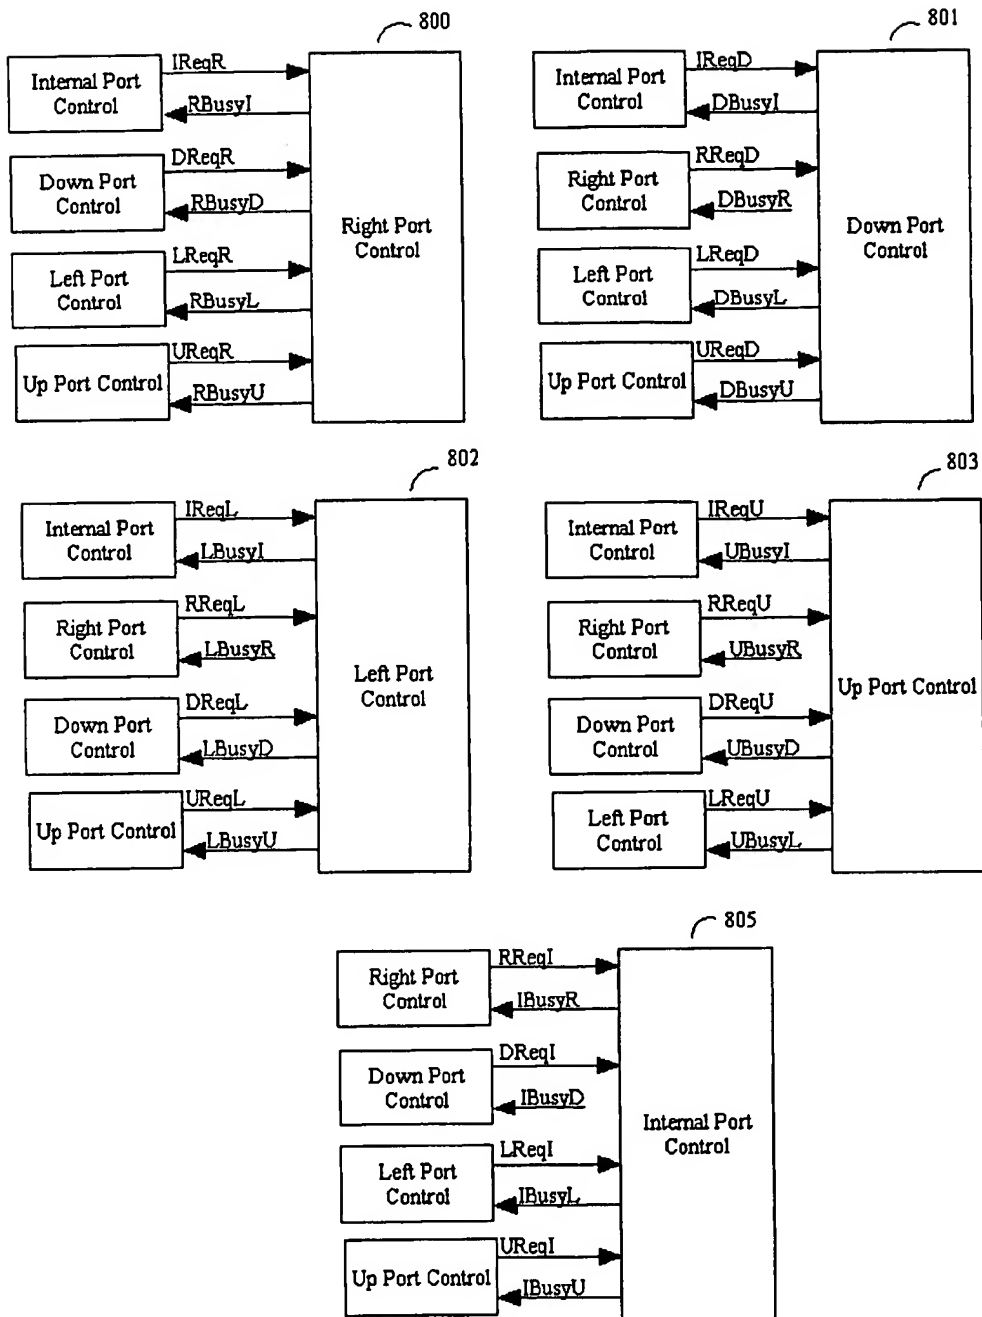 800
Internal Port
Control
IReqR
RBusyI
Down Port
Control
DReqR
RBusyD
Left Port
Control
LReqR
RBusyL
Up Port Control
UReqR
RBusyU
Right Port
Control
801
Internal Port
Control
IReqD
DBusyI
Right Port
Control
RReqD
DBusyR
Left Port
Control
LReqD
DBusyL
Up Port Control
UReqD
DBusyU
Down Port
Control
802
Internal Port
Control
IReqL
LBusyI
Right Port
Control
RReqL
LBusyR
Down Port
Control
DReqL
LBusyD
Up Port Control
UReqL
LBusyU
Left Port
Control
803
Internal Port
Control
IReqU
UBusyI
Right Port
Control
RReqU
UBusyR
Down Port
Control
DReqU
UBusyD
Left Port
Control
LReqU
UBusyL
Up Port Control
805
Right Port
Control
RReqI
IBusyR
Down Port
Control
DReqI
IBusyD
Left Port
Control
LReqI
IBusyL
Up Port Control
UReqI
IBusyU
Internal Port
Control